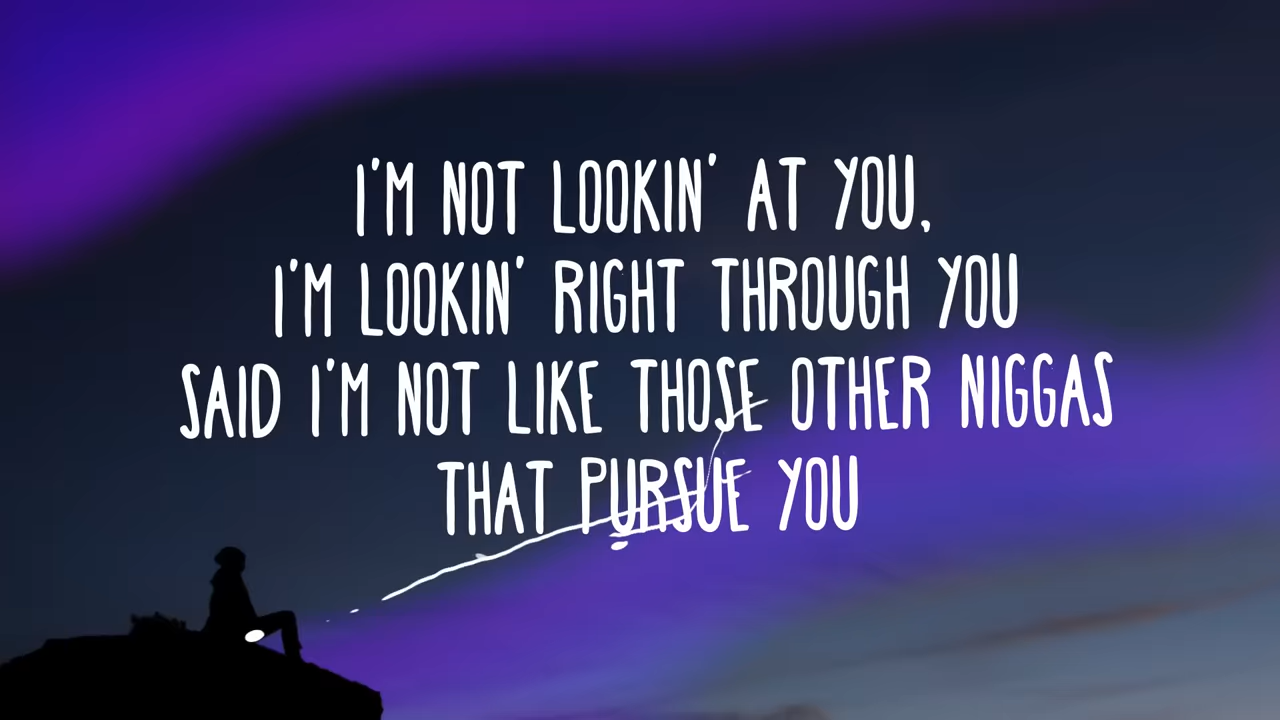 I'M NOT LOOKIN' AT YOU,
I'M LOOKIN' RIGHT THROUGH YOU
SAID I'M NOT LIKE THOSE OTHER NIGGAS
THAT PURSUE YOU